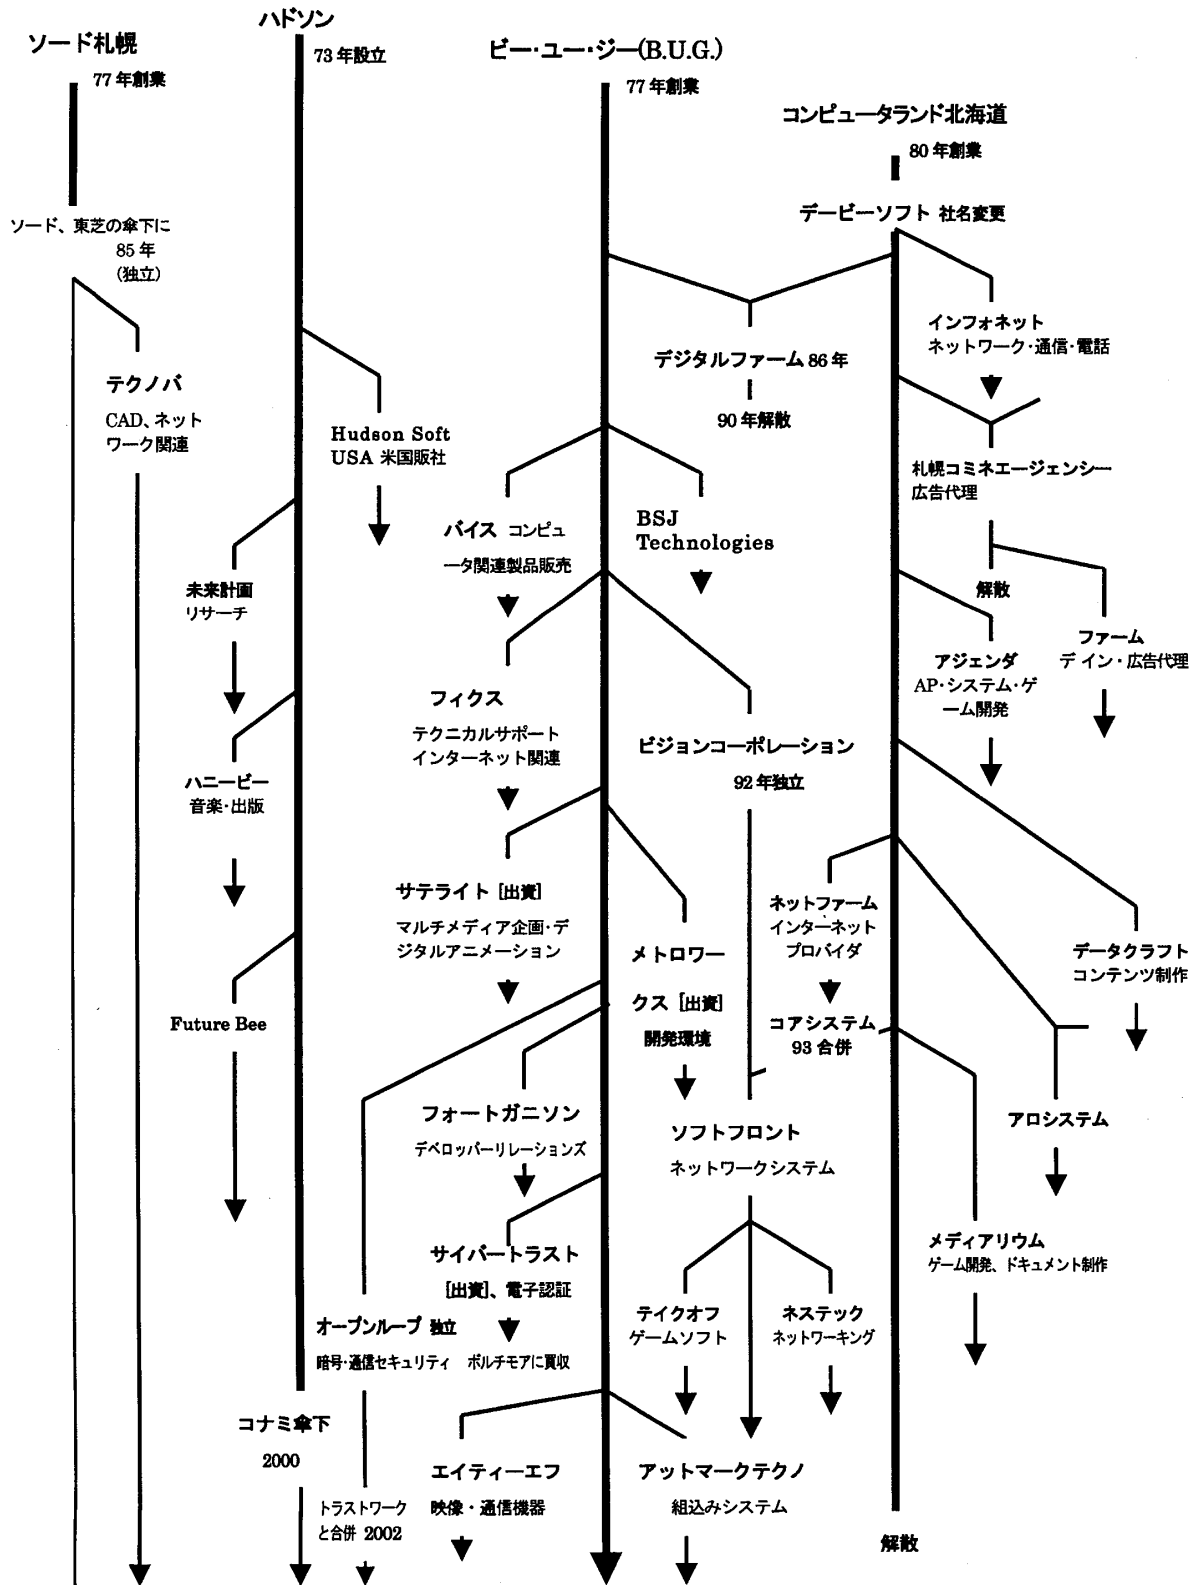 ハドソン
73 年設立
ソード札幌
77 年創業
ビー・ユー・ジー(B.U.G.)
77 年創業
コンピュータランド北海道
80 年創業
デービーソフト 社名変更
ソード、東芝の傘下に
85 年
(独立)
テクノバ
CAD、ネット
ワーク関連
Hudson Soft
USA 米国販社
デジタルファーム 86 年
90 年解散
インフォネット
ネットワーク・通信・電話
札幌コミネエージェンシー
広告代理
解散
ファーム
デ イン・広告代理
バイス コンピュ
ータ関連製品販売
BSJ
Technologies
未来計画
リサーチ
アジェンダ
AP・システム・ゲ
ーム開発
フィクス
テクニカルサポート
インターネット関連
ビジョンコーポレーション
92 年独立
ハニービー
音楽・出版
サテライト [出資]
マルチメディア企画・デ
ジタルアニメーション
メトロワー
クス [出資]
開発環境
ネットファーム
インターネット
プロバイダ
データクラフト
コンテンツ制作
Future Bee
コアシステム
93 合併
フォートガニソン
デベロッパーリレーションズ
ソフトフロント
ネットワークシステム
アロシステム
サイバートラスト
[出資]、電子認証
メディアリウム
ゲーム開発、ドキュメント制作
オープンループ 独立
暗号・通信セキュリティ
ボルチモアに買収
テイクオフ
ゲームソフト
ネステック
ネットワーキング
コナミ傘下
2000
トラストワーク
と合併 2002
エイティーエフ
映像・通信機器
アットマークテクノ
組込みシステム
解散